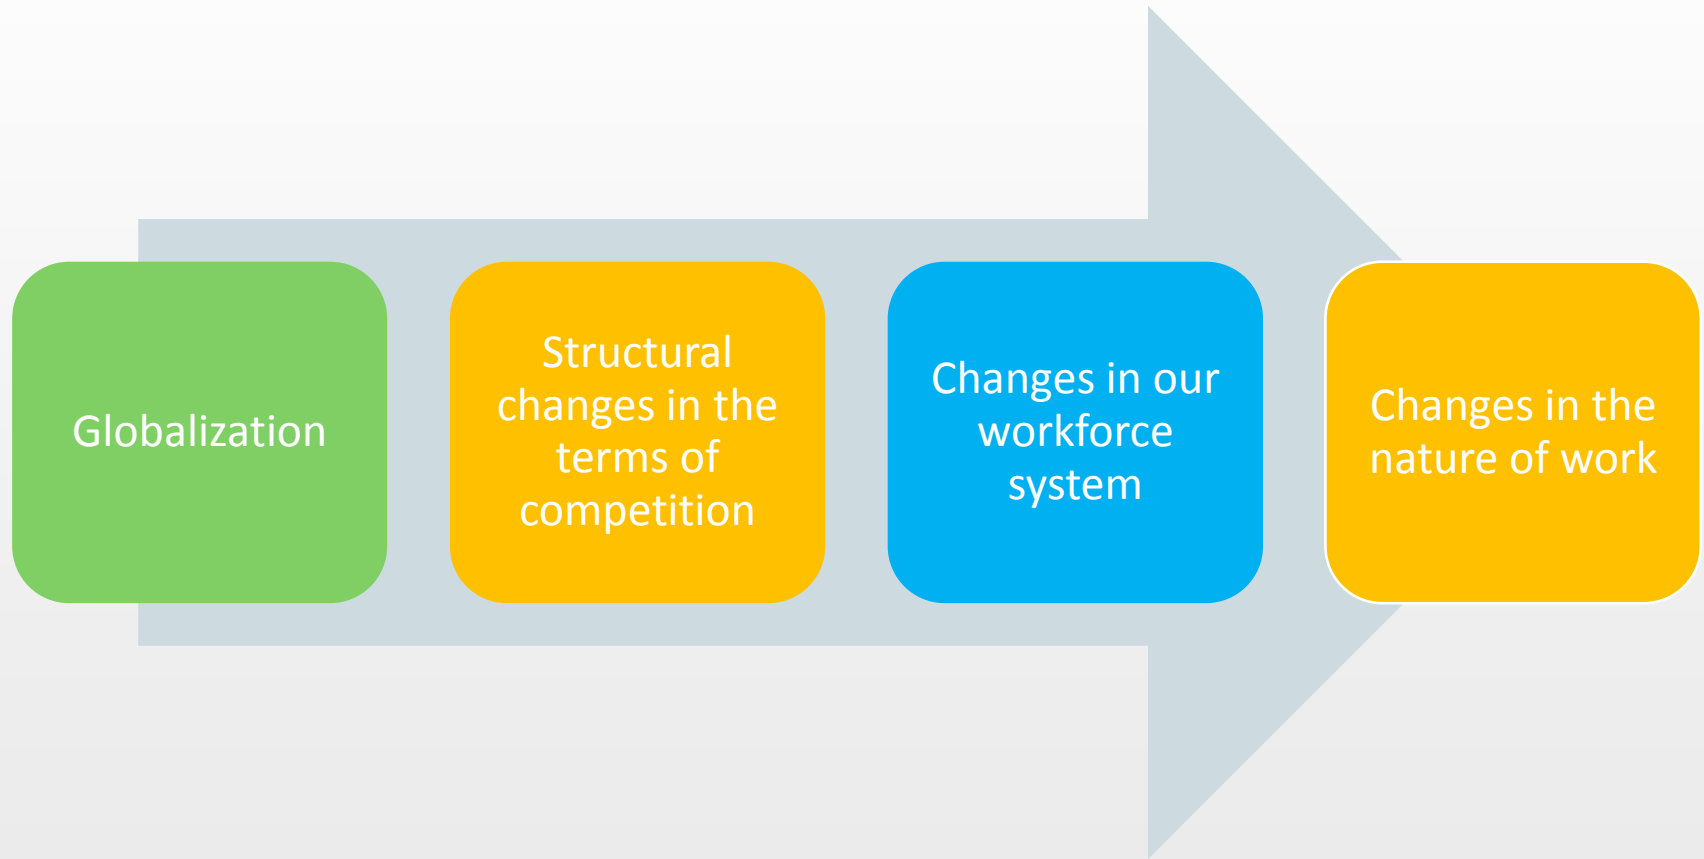 Globalization
Structural
changes in the
terms of
competition
Changes in our
workforce
system
Changes in the
nature of work